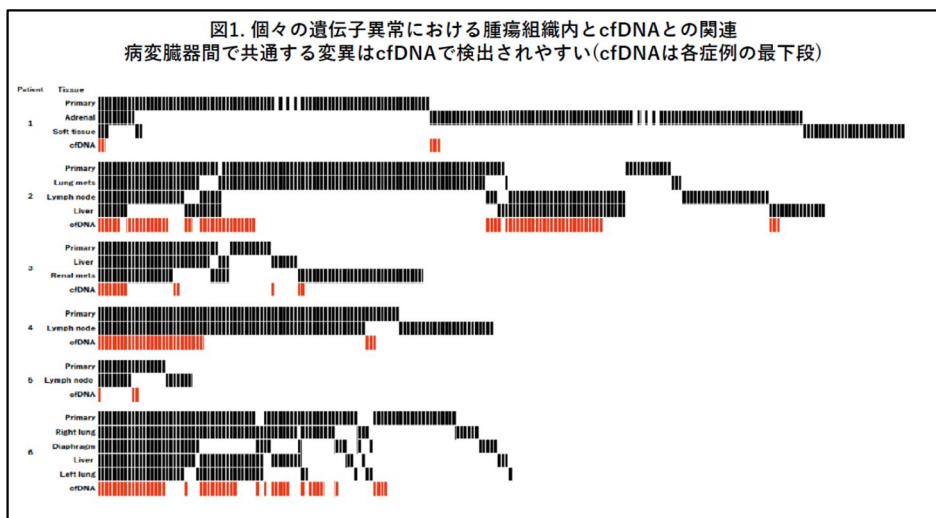 図1. 個々の遺伝子異常における腫瘍組織内とcfDNAとの関連
病変臓器間で共通する変異はcfDNAで検出されやすい(cfDNAは各症例の最下段)
Patient Tissue
Primary
1 Adrenal
Soft tissue
cfDNA
Primary
Lung mets
2 Lymph node
Liver
cfDNA
Primary
3 Liver
Renal mets
cfDNA
Primary
4 Lymph node
cfDNA
Primary
5 Lymph node
cfDNA
Primary
Right lung
Diaphragm
6 Liver
Left lung
cfDNA